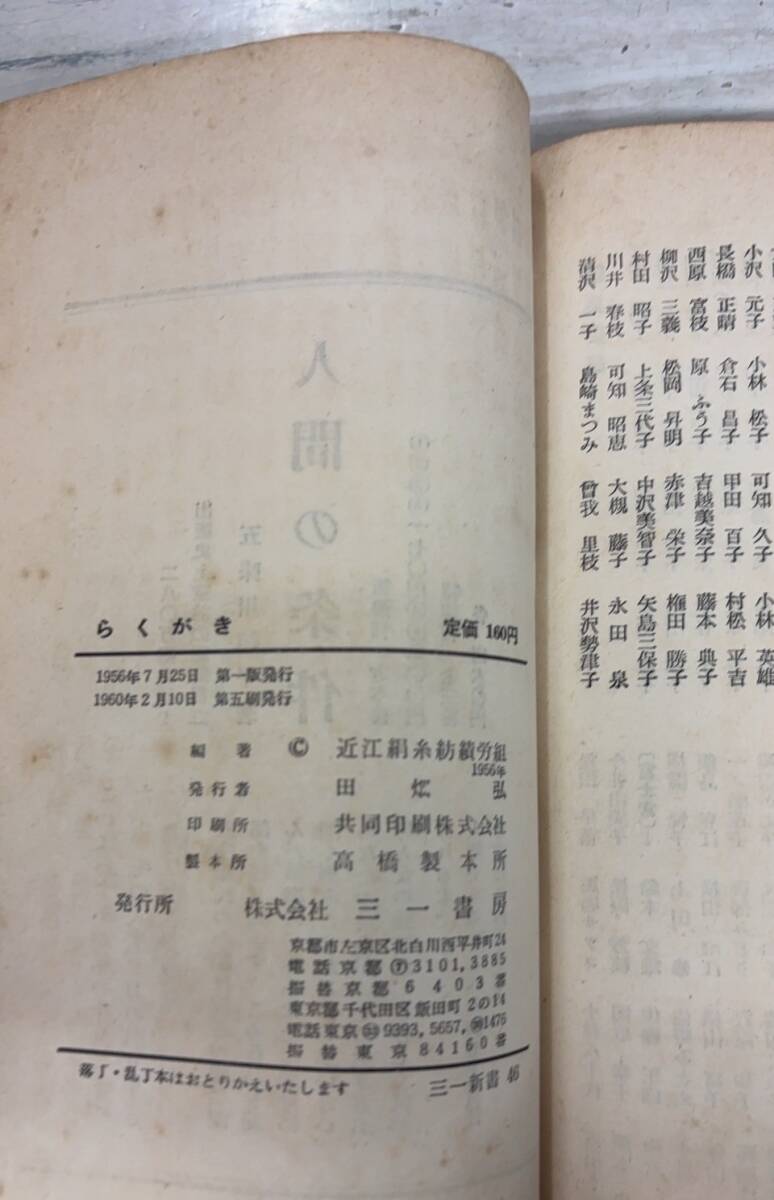 らくがき 定価 160円
1956年7月25日 第一版発行
1960年2月10日 第五刷発行
編著 © 近江絹糸紡績労組
1956年
発行者 田畑 弘
印刷所 共同印刷株式会社
製本所 高橋製本所
発行所 株式会社 三一書房
京都市左京区北白川西平井町24
電話京都⑦3101,3885
振替京都6403番
東京都千代田区飯田町2の14
振替東京84160番
落丁・乱丁本はおとりかえいたします 三一新書 46
人間の条件
小林 英雄
小沢 元子 小林 松子 可知 久子
長橋 正晴 倉石 昌子 甲田 百子 村松 平吉
西原 富枝 原 ふう子 吉越美奈子 藤本 典子
柳沢 三義 松岡 昇明 赤津 栄子 権田 勝子
村田 昭子 上条三代子 中沢美智子 矢島三保子
川井 春枝 可知 昭恵 大槻 藤子 永田 泉
清沢 一子 島崎まつみ 曾我 里枝 井沢勢津子